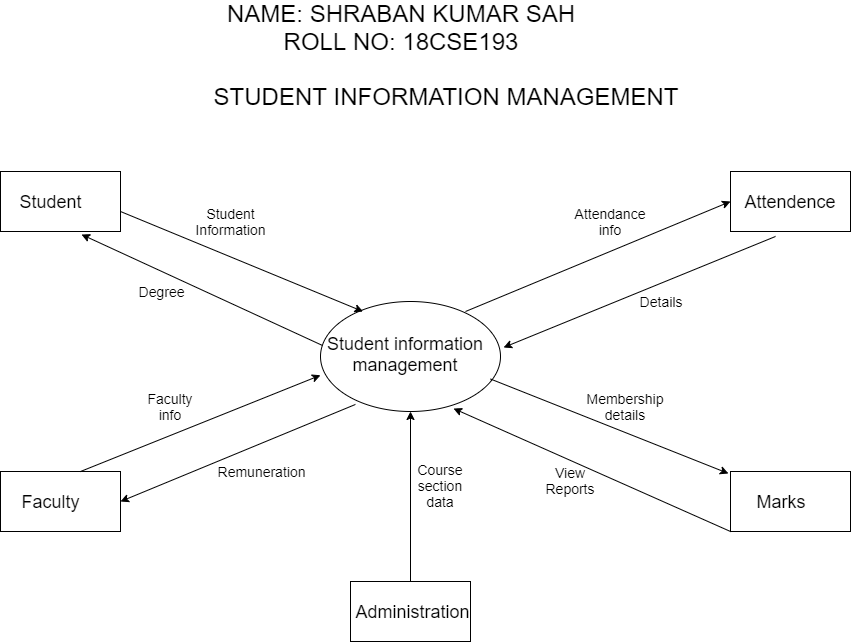 NAME: SHRABAN KUMAR SAH
ROLL NO: 18CSE193
STUDENT INFORMATION MANAGEMENT
Student
Student
Information
Attendance
info
Attendence
Degree
Details
Student information
management
Faculty
info
Membership
details
Remuneration
Course
section
data
View
Reports
Faculty
Marks
Administration